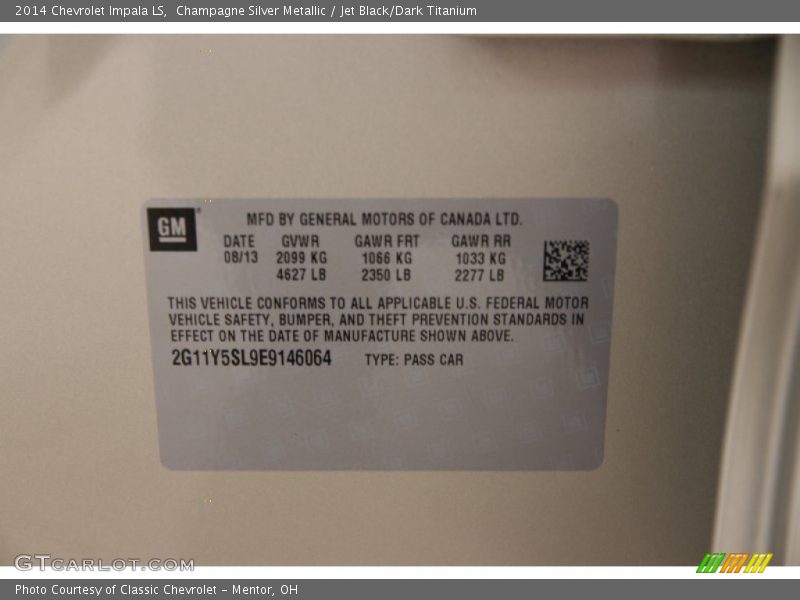 2014 Chevrolet Impala LS,  Champagne Silver Metallic / Jet Black/Dark Titanium
GM
MFD BY GENERAL MOTORS OF CANADA LTD.
DATE GVWR GAWR FRT GAWR RR
08/13 2099 KG 1066 KG 1033 KG
4627 LB 2350 LB 2277 LB
THIS VEHICLE CONFORMS TO ALL APPLICABLE U.S. FEDERAL MOTOR
VEHICLE SAFETY, BUMPER, AND THEFT PREVENTION STANDARDS IN
EFFECT ON THE DATE OF MANUFACTURE SHOWN ABOVE.
2G11Y5SL9E9146064 TYPE: PASS CAR
GTCARLOT.COM
Photo Courtesy of Classic Chevrolet - Mentor, OH